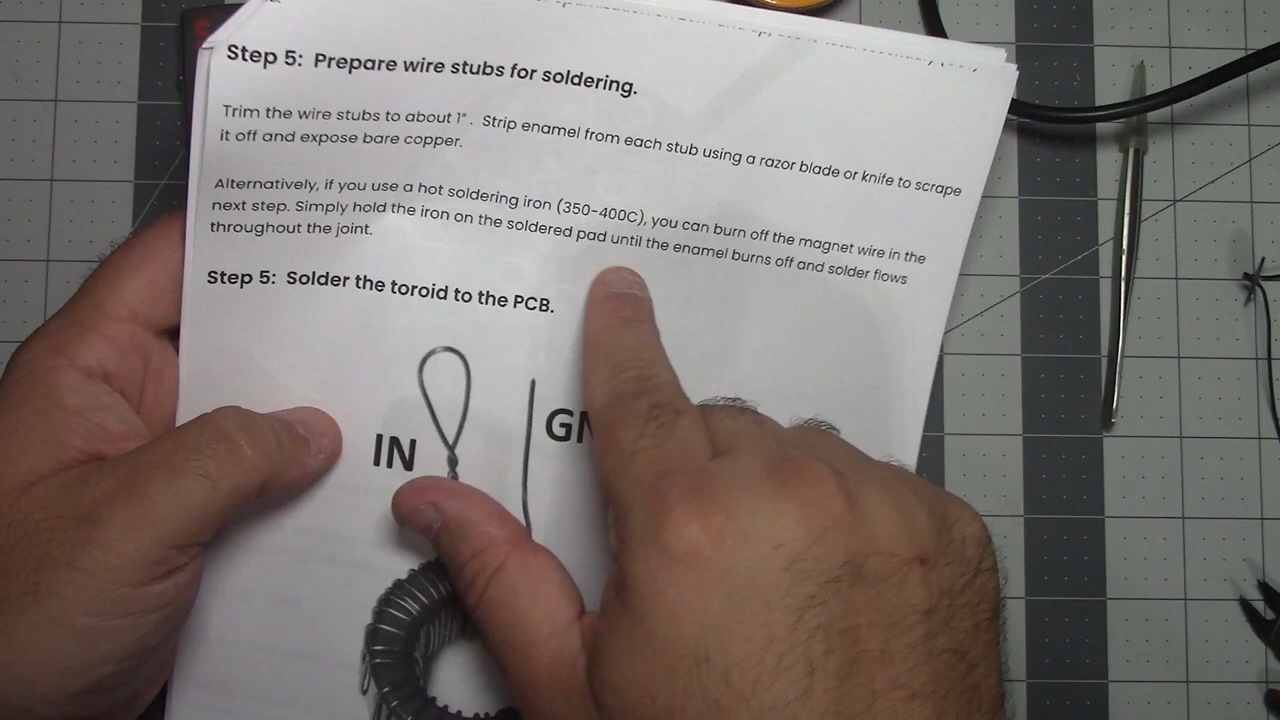 Step 5: Prepare wire stubs for soldering.
Trim the wire stubs to about 1". Strip enamel from each stub using a razor blade or knife to scrape
it off and expose bare copper.
Alternatively, if you use a hot soldering iron (350-400C), you can burn off the magnet wire in the
next step. Simply hold the iron on the soldered pad until the enamel burns off and solder flows
throughout the joint.
Step 5: Solder the toroid to the PCB.
IN